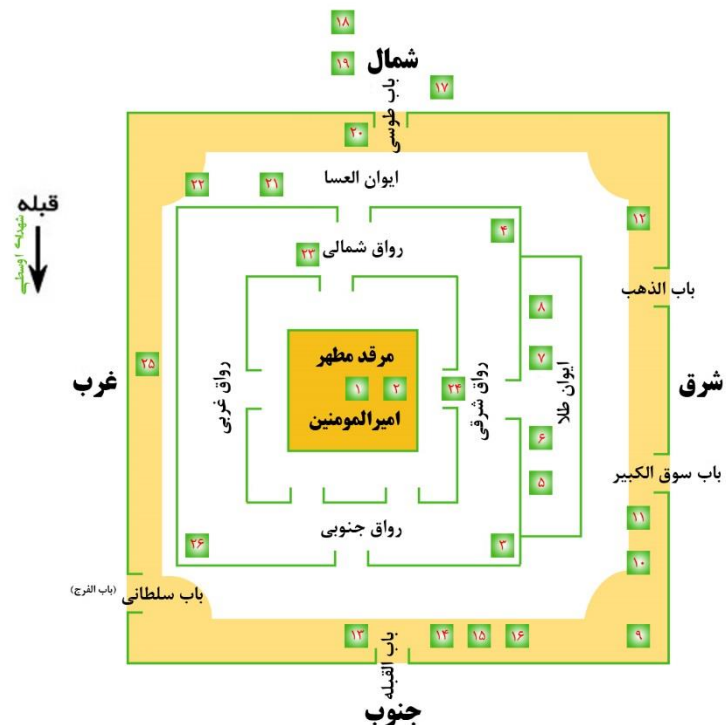 ۱۸
شمال
۱۹
۱۷
باب طوسی
۲۰
ایوان العسا
۲۲
۲۱
۱۲
قبله
رواق شمالی
۲۳
۴
باب الذهب
۸
۷
مرقد مطهر
۱
۲
امیرالمومنین
رواق غربی
رواق شرقی
۲۴
ایوان طلا
شرق
غرب
۲۵
۶
۵
باب سوق الکبیر
۱۱
۱۰
رواق جنوبی
۲۶
۳
باب سلطانی (باب الفرج)
۱۳
باب القبله
۱۴
۱۵
۱۶
۹
جنوب